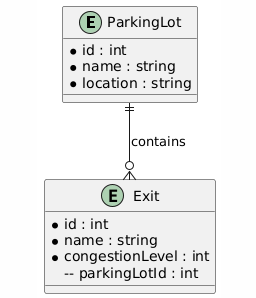 E ParkingLot
id : int
name : string
location : string
contains
E Exit
id : int
name : string
congestionLevel : int
-- parkingLotId : int